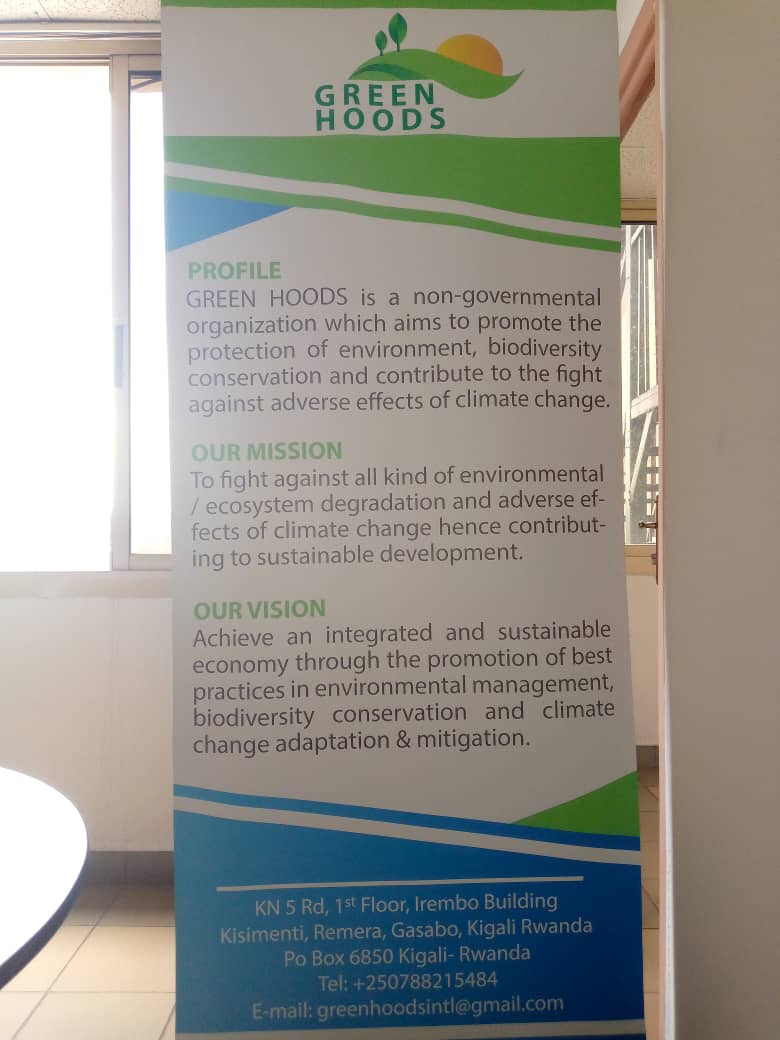 GREEN
HOODS
PROFILE
GREEN HOODS is a non-governmental
organization which aims to promote the
protection of environment, biodiversity
conservation and contribute to the fight
against adverse effects of climate change.
OUR MISSION
To fight against all kind of environmental
/ ecosystem degradation and adverse ef-
fects of climate change hence contribut-
ing to sustainable development.
OUR VISION
Achieve an integrated and sustainable
economy through the promotion of best
practices in environmental management,
biodiversity conservation and climate
change adaptation & mitigation.
KN 5 Rd, 1st Floor, Irembo Building
Kisimenti, Remera, Gasabo, Kigali Rwanda
Po Box 6850 Kigali- Rwanda
Tel: +250788215484
E-mail: greenhoodsintl@gmail.com